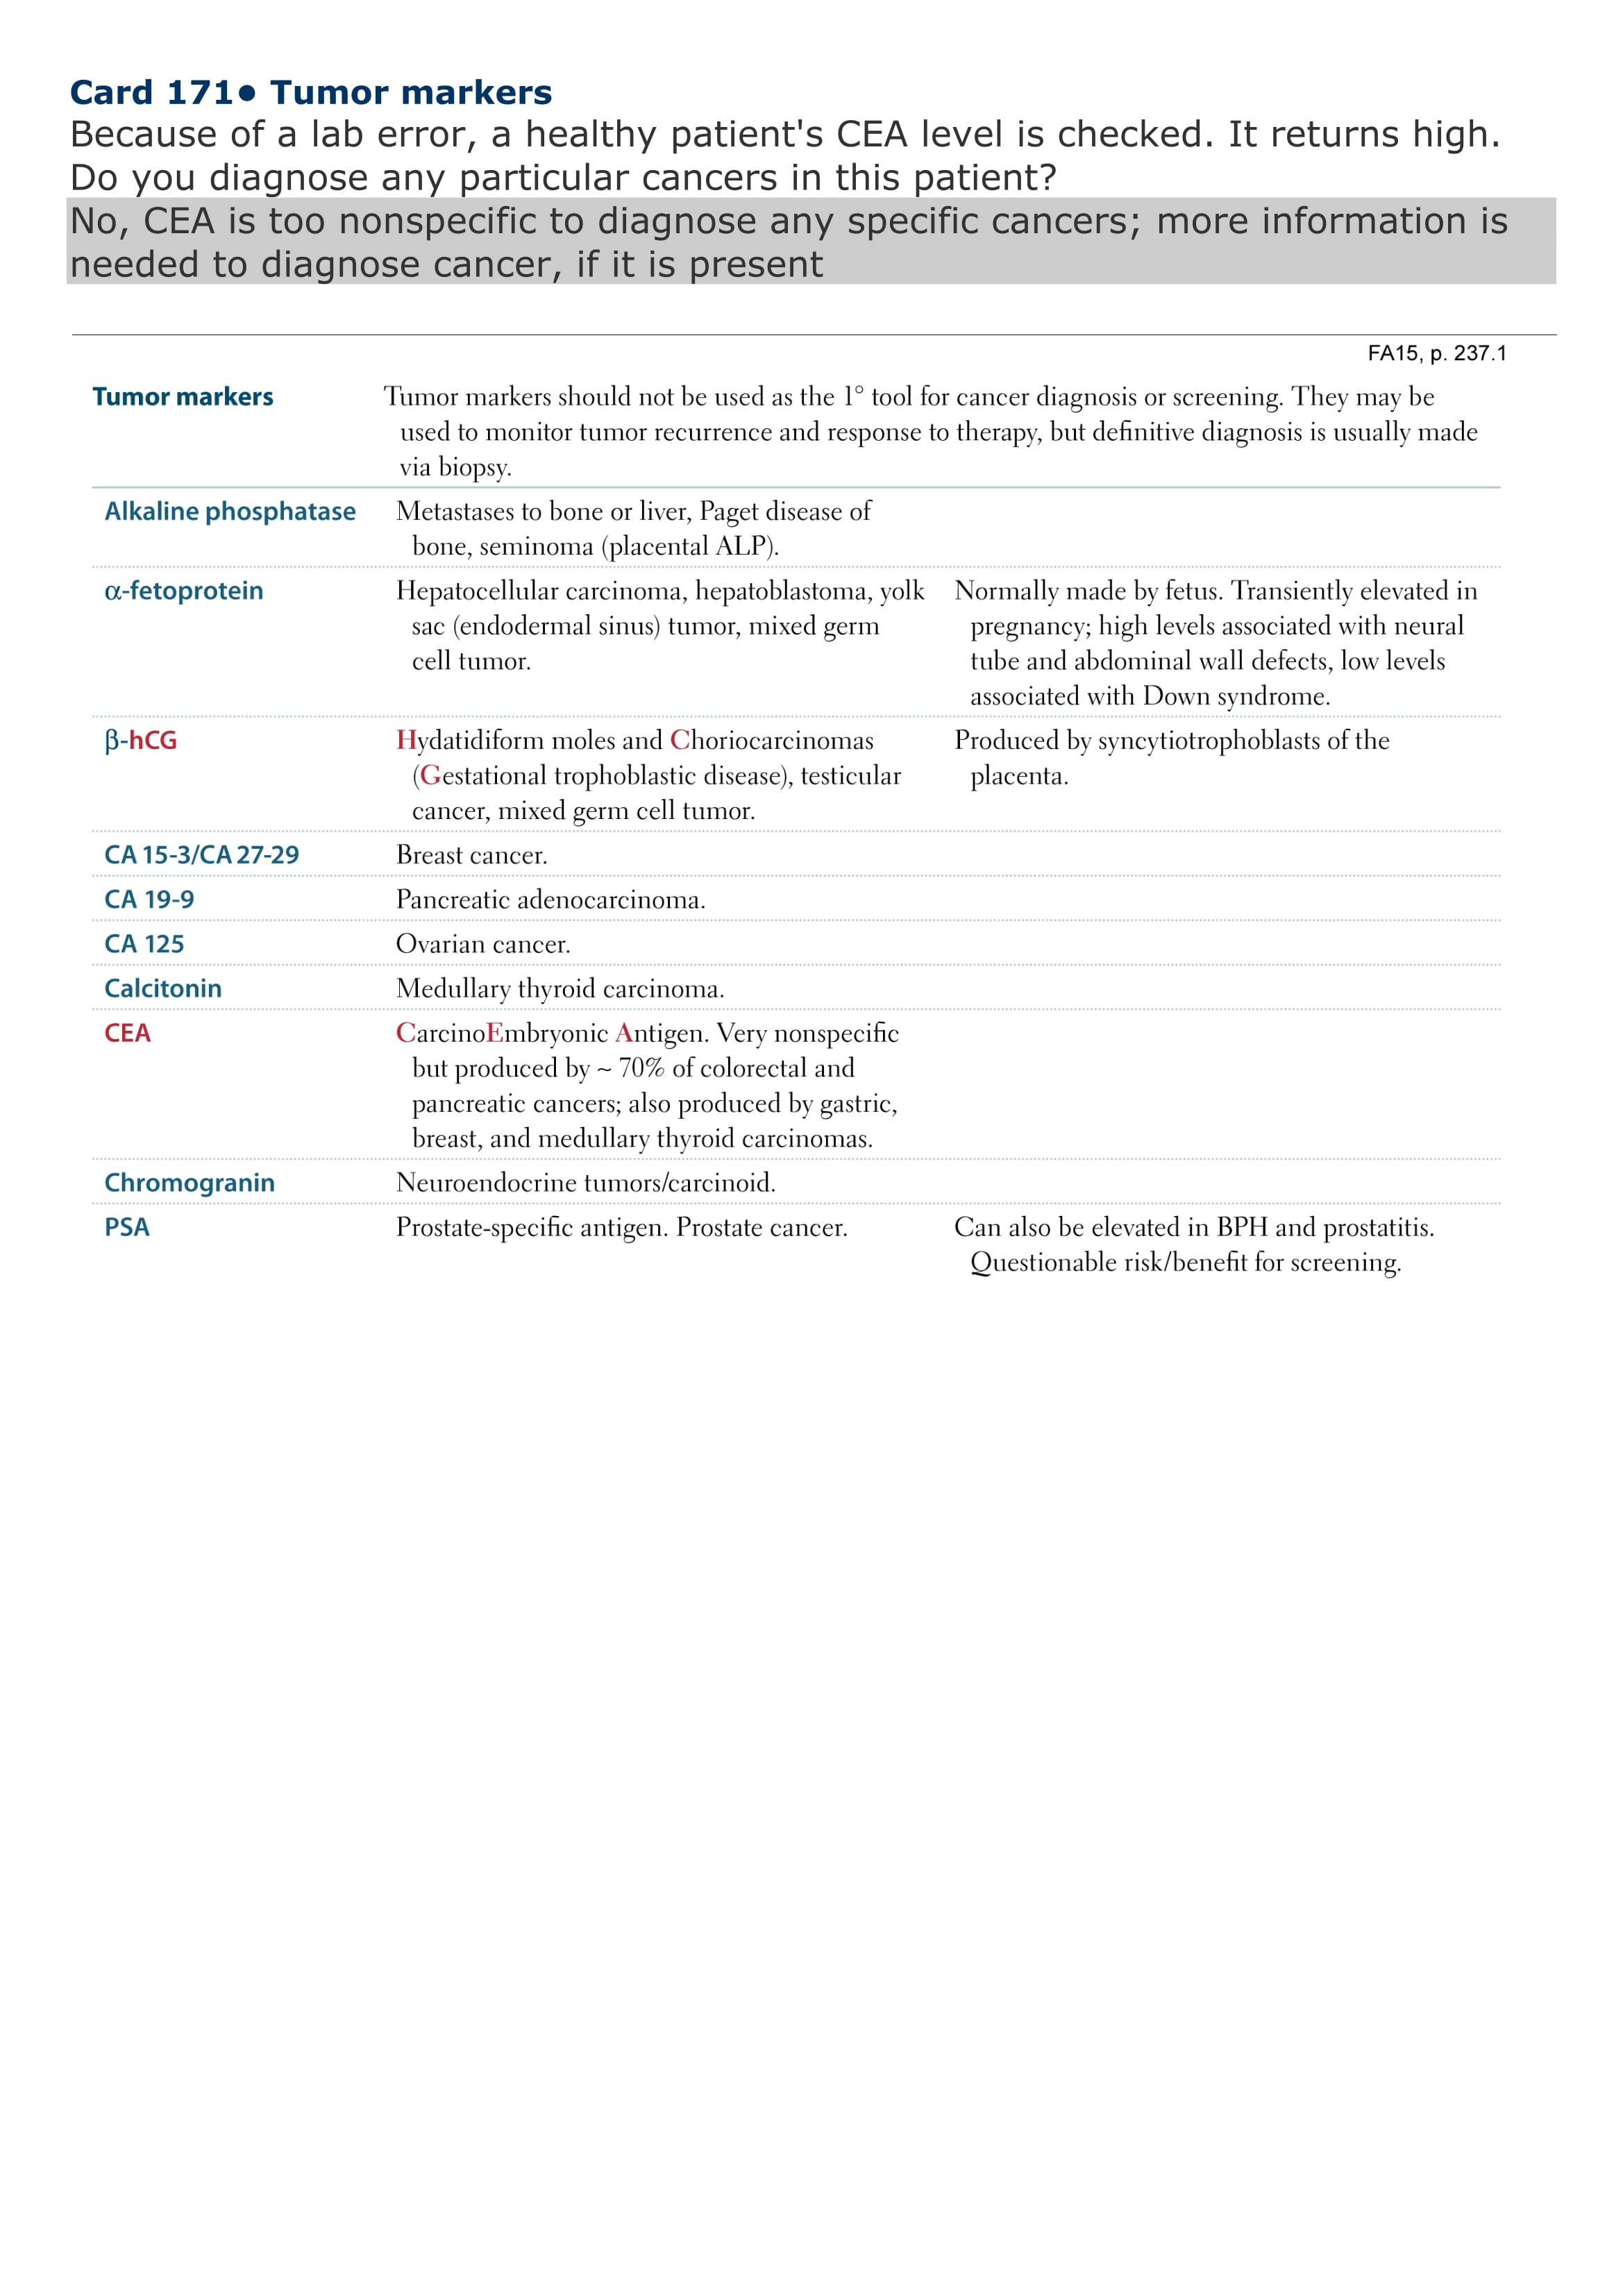 Card 171• Tumor markers
Because of a lab error, a healthy patient's CEA level is checked. It returns high.
Do you diagnose any particular cancers in this patient?
No, CEA is too nonspecific to diagnose any specific cancers; more information is
needed to diagnose cancer, if it is present
FA15, p. 237.1
Tumor markers Tumor markers should not be used as the 1° tool for cancer diagnosis or screening. They may be
used to monitor tumor recurrence and response to therapy, but definitive diagnosis is usually made
via biopsy.
Alkaline phosphatase Metastases to bone or liver, Paget disease of
bone, seminoma (placental ALP).
α-fetoprotein Hepatocellular carcinoma, hepatoblastoma, yolk Normally made by fetus. Transiently elevated in
sac (endodermal sinus) tumor, mixed germ pregnancy; high levels associated with neural
cell tumor. tube and abdominal wall defects, low levels
associated with Down syndrome.
β-hCG Hydatidiform moles and Choriocarcinomas Produced by syncytiotrophoblasts of the
(Gestational trophoblastic disease), testicular placenta.
cancer, mixed germ cell tumor.
CA 15-3/CA 27-29 Breast cancer.
CA 19-9 Pancreatic adenocarcinoma.
CA 125 Ovarian cancer.
Calcitonin Medullary thyroid carcinoma.
CEA CarcinoEmbryonic Antigen. Very nonspecific
but produced by ~ 70% of colorectal and
pancreatic cancers; also produced by gastric,
breast, and medullary thyroid carcinomas.
Chromogranin Neuroendocrine tumors/carcinoid.
PSA Prostate-specific antigen. Prostate cancer. Can also be elevated in BPH and prostatitis.
Questionable risk/benefit for screening.